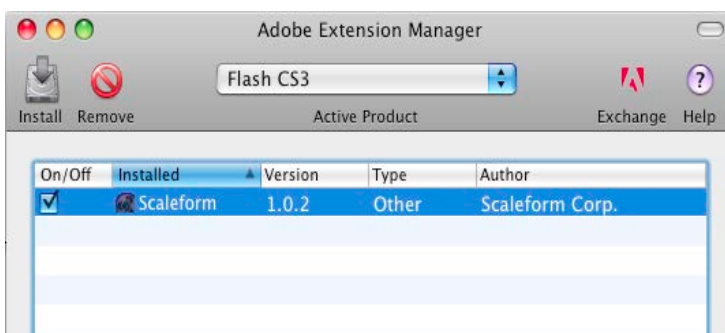 Adobe Extension Manager
Flash CS3
Install Remove Active Product Exchange Help
On/Off Installed Version Type Author
Scaleform 1.0.2 Other Scaleform Corp.